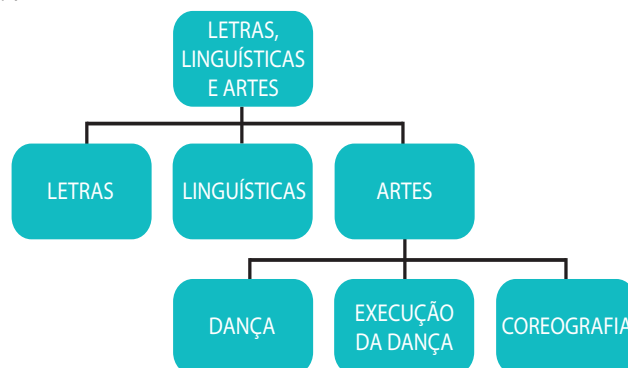 LETRAS,
LINGUÍSTICAS
E ARTES
LETRAS
LINGUÍSTICAS
ARTES
DANÇA
EXECUÇÃO
DA DANÇA
COREOGRAFIA